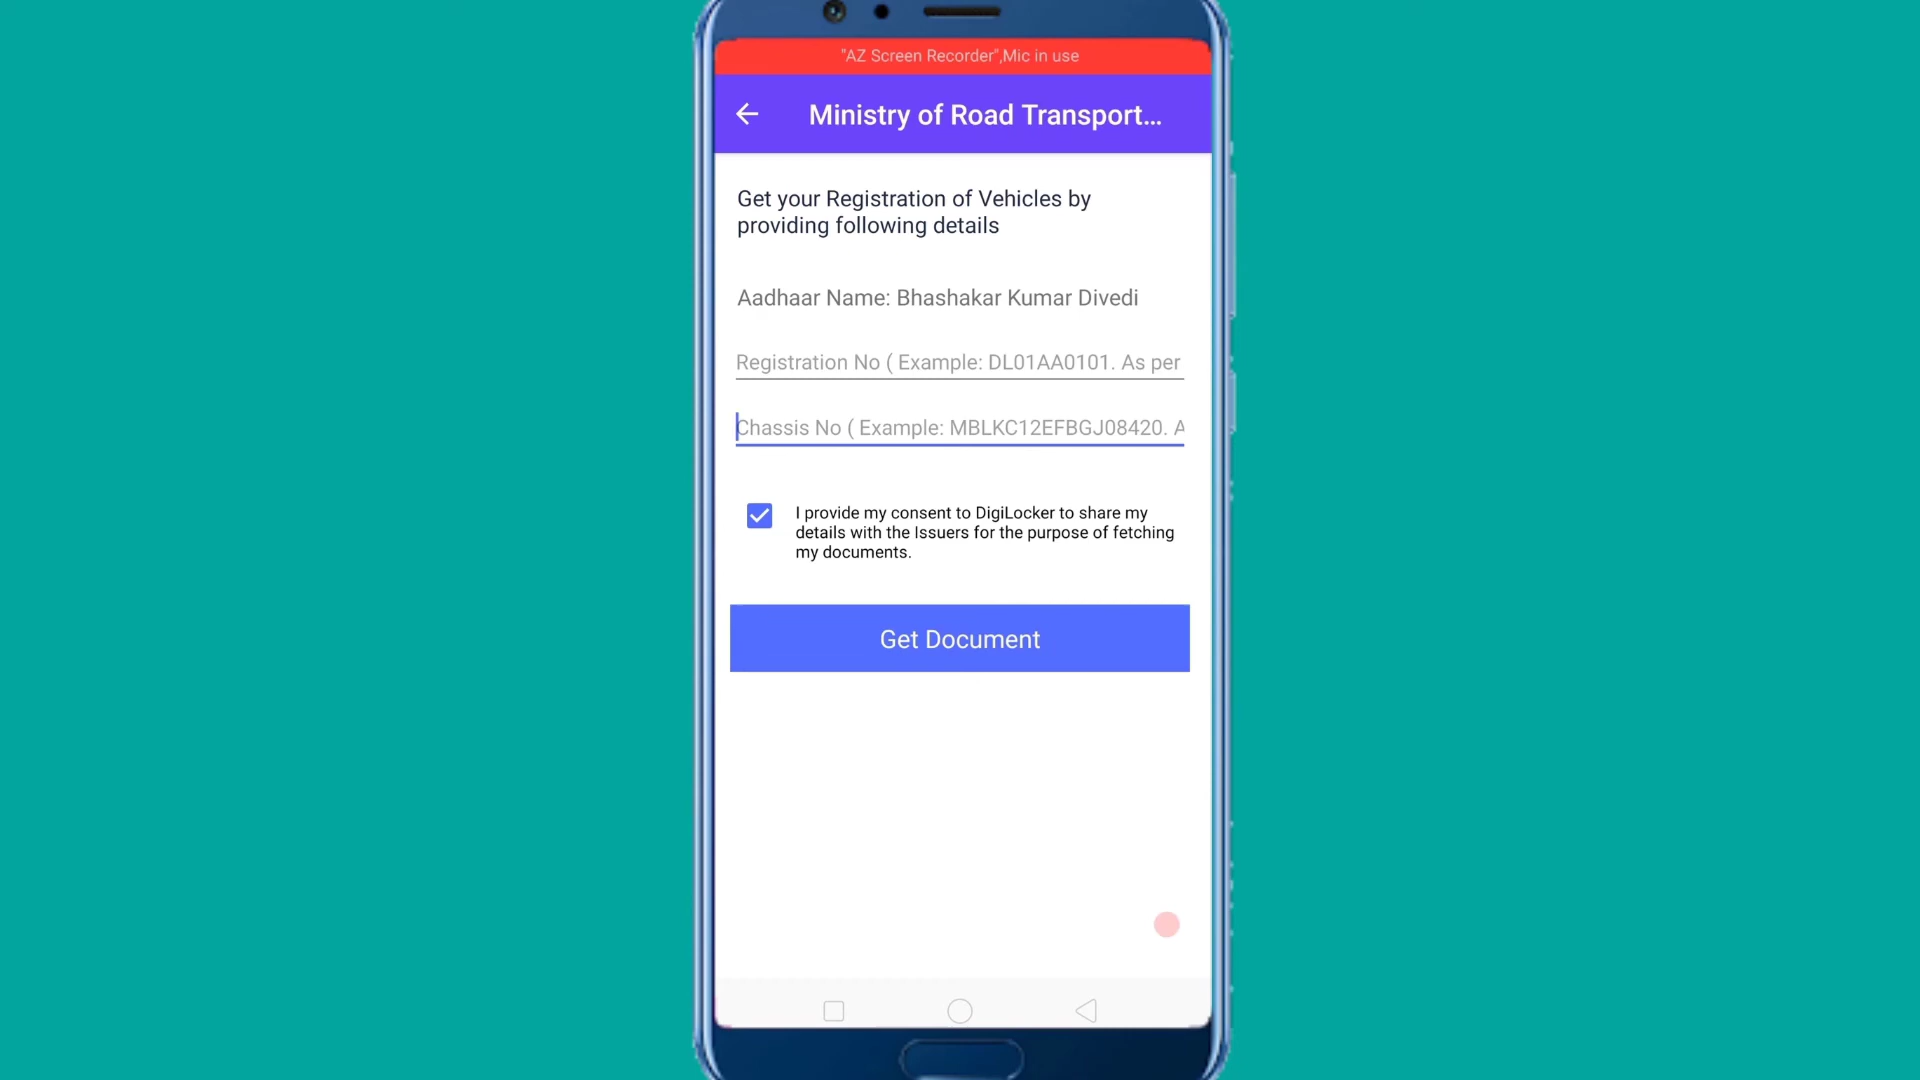 "AZ Screen Recorder",Mic in use
Ministry of Road Transport...
Get your Registration of Vehicles by
providing following details
Aadhaar Name: Bhashakar Kumar Divedi
Registration No ( Example: DL01AA0101. As per
Chassis No ( Example: MBLKC12EFBGJ08420. A
I provide my consent to DigiLocker to share my
details with the Issuers for the purpose of fetching
my documents.
Get Document